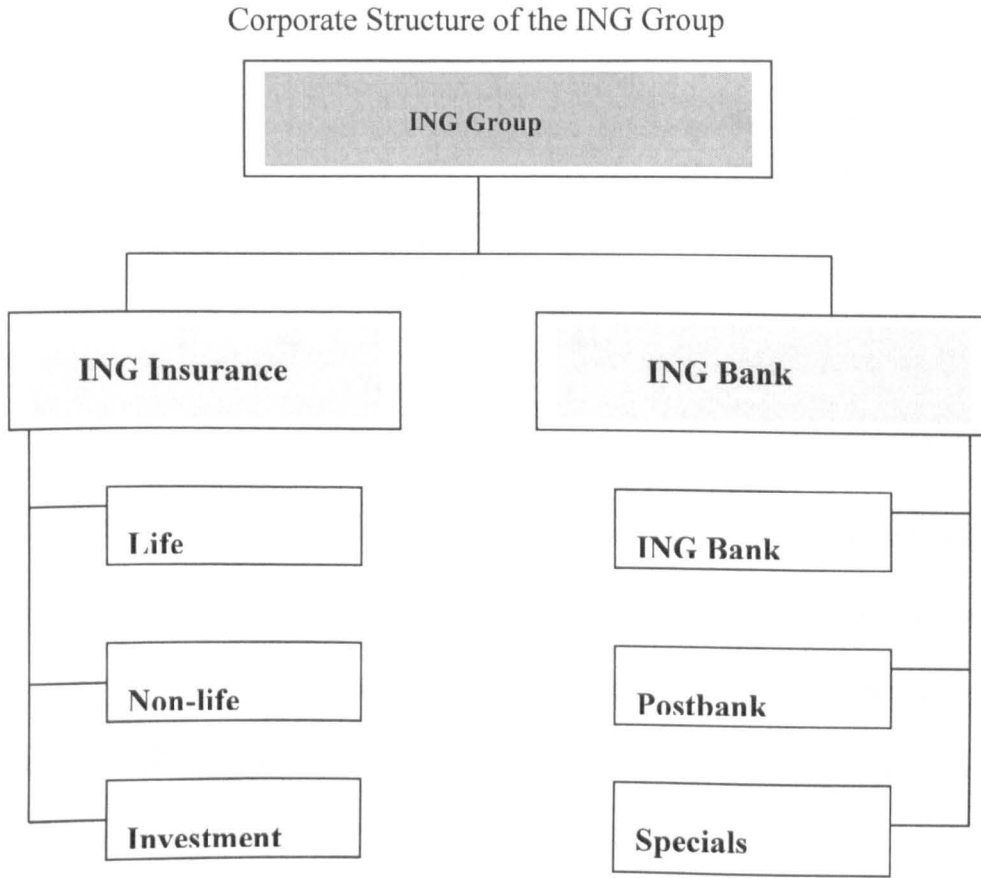 Corporate Structure of the ING Group
ING Group
ING Insurance
ING Bank
Life
ING Bank
Non-life
Postbank
Investment
Specials